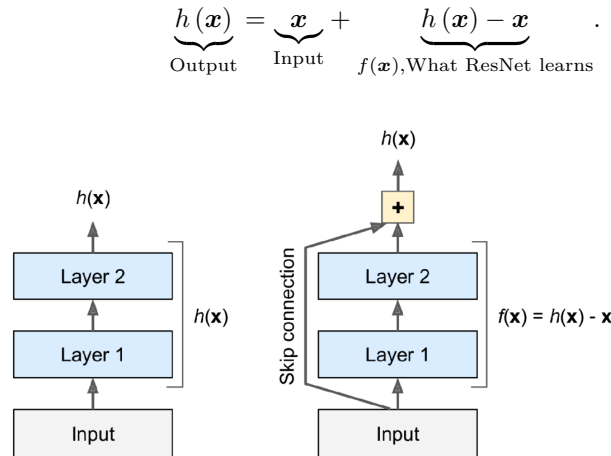 h (x) = x + h (x) − x .
Output Input f(x),What ResNet learns
h(x)
Layer 2
Layer 1
h(x)
Input
h(x)
+
Skip connection
Layer 2
Layer 1
f(x) = h(x) - x
Input